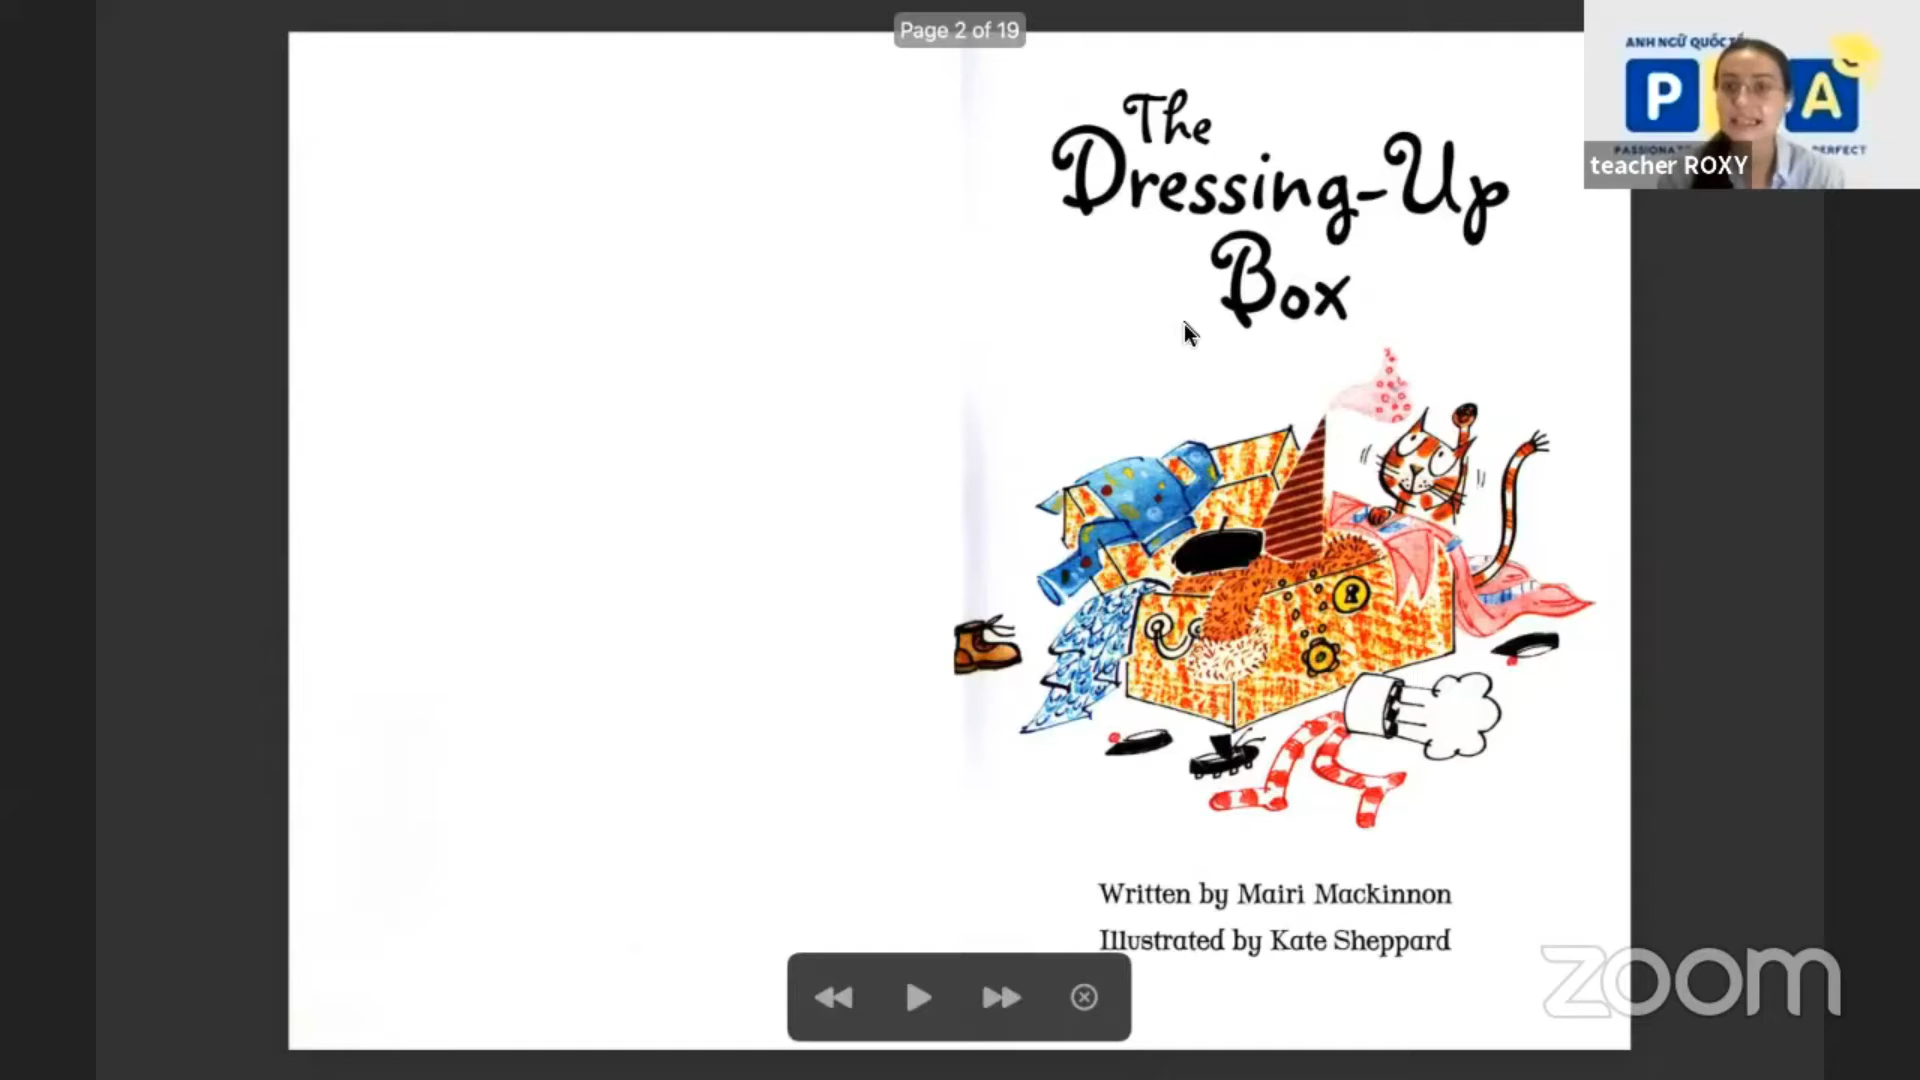 Page 2 of 19
The
Dressing-Up
Box
Written by Mairi Mackinnon
Illustrated by Kate Sheppard
ANH NGỮ QUỐC
P A
teacher ROXY
zoom